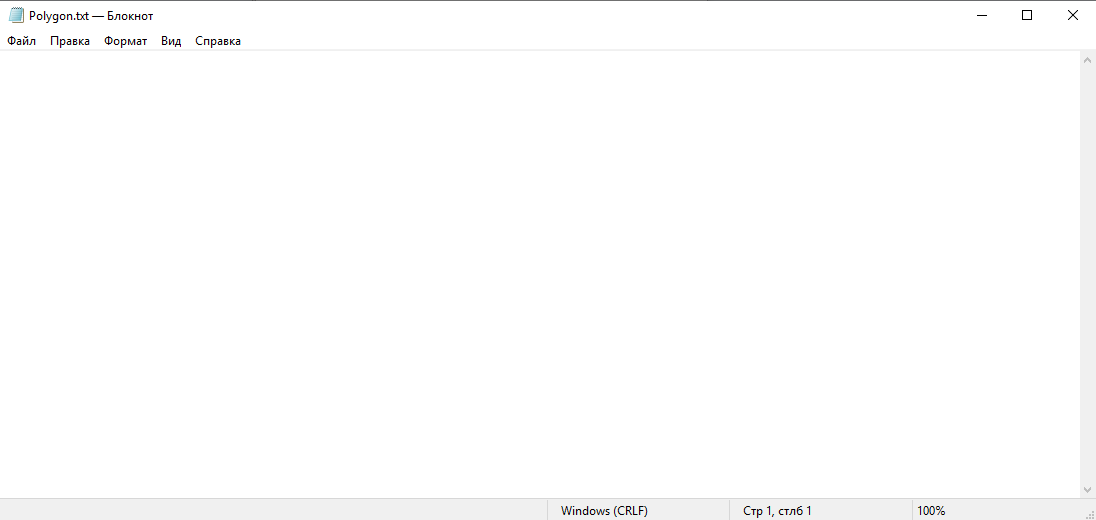 Polygon.txt — Блокнот
Файл Правка Формат Вид Справка
Windows (CRLF) Стр 1, стлб 1 100%